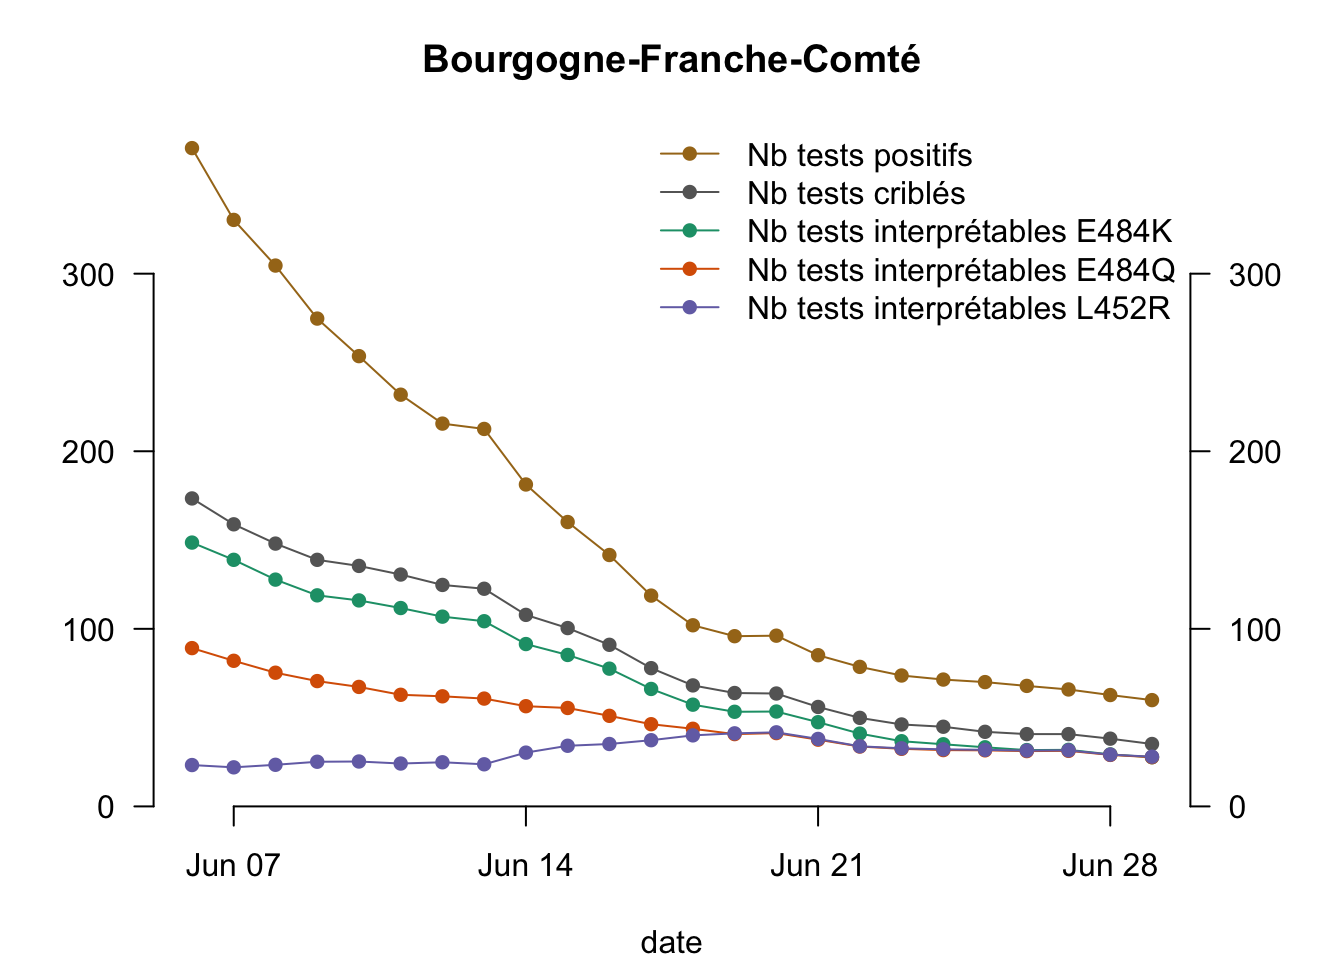 Bourgogne-Franche-Comté
Nb tests positifs
Nb tests criblés
Nb tests interprétables E484K
Nb tests interprétables E484Q
Nb tests interprétables L452R
300 300
200 200
100 100
0 0
Jun 07 Jun 14 Jun 21 Jun 28
date